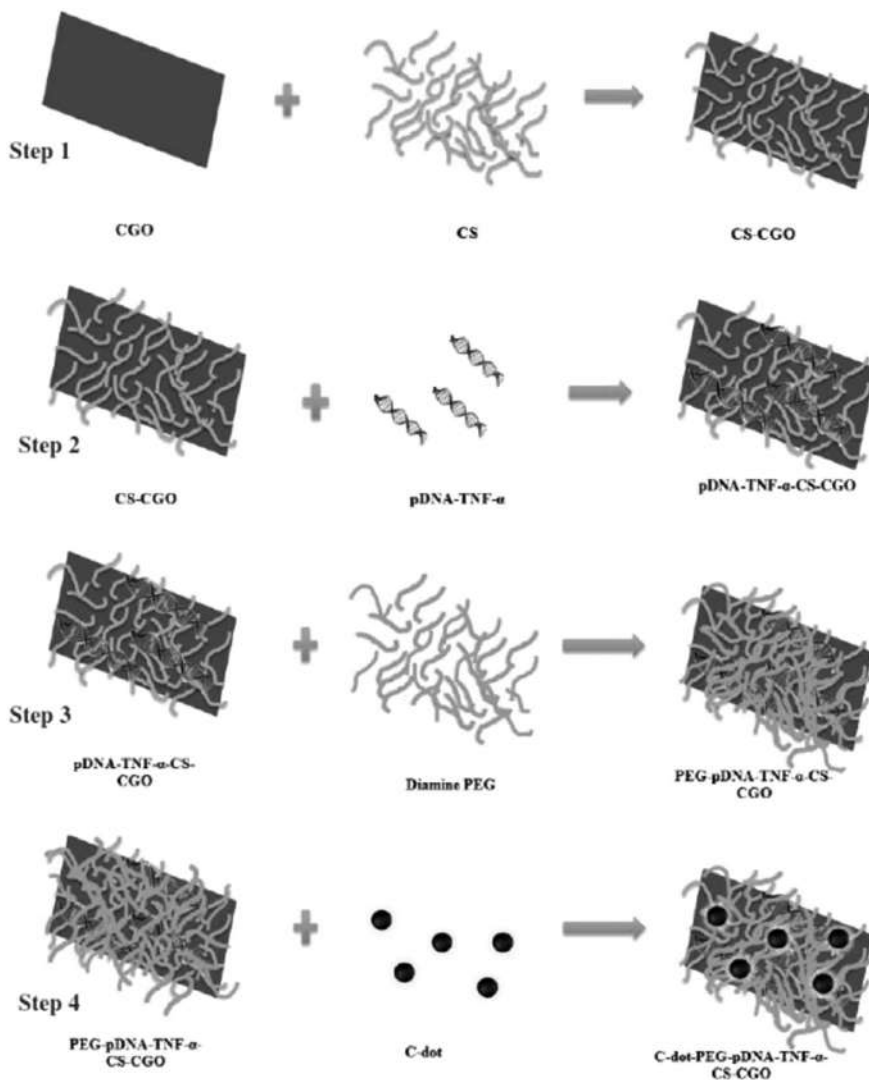 Step 1
CGO
CS
CS-CGO
Step 2
CS-CGO
pDNA-TNF-α
pDNA-TNF-α-CS-CGO
Step 3
pDNA-TNF-α-CS-
CGO
Diamine PEG
PEG-pDNA-TNF-α-CS-
CGO
Step 4
PEG-pDNA-TNF-α-
CS-CGO
C-dot
C-dot-PEG-pDNA-TNF-α-
CS-CGO